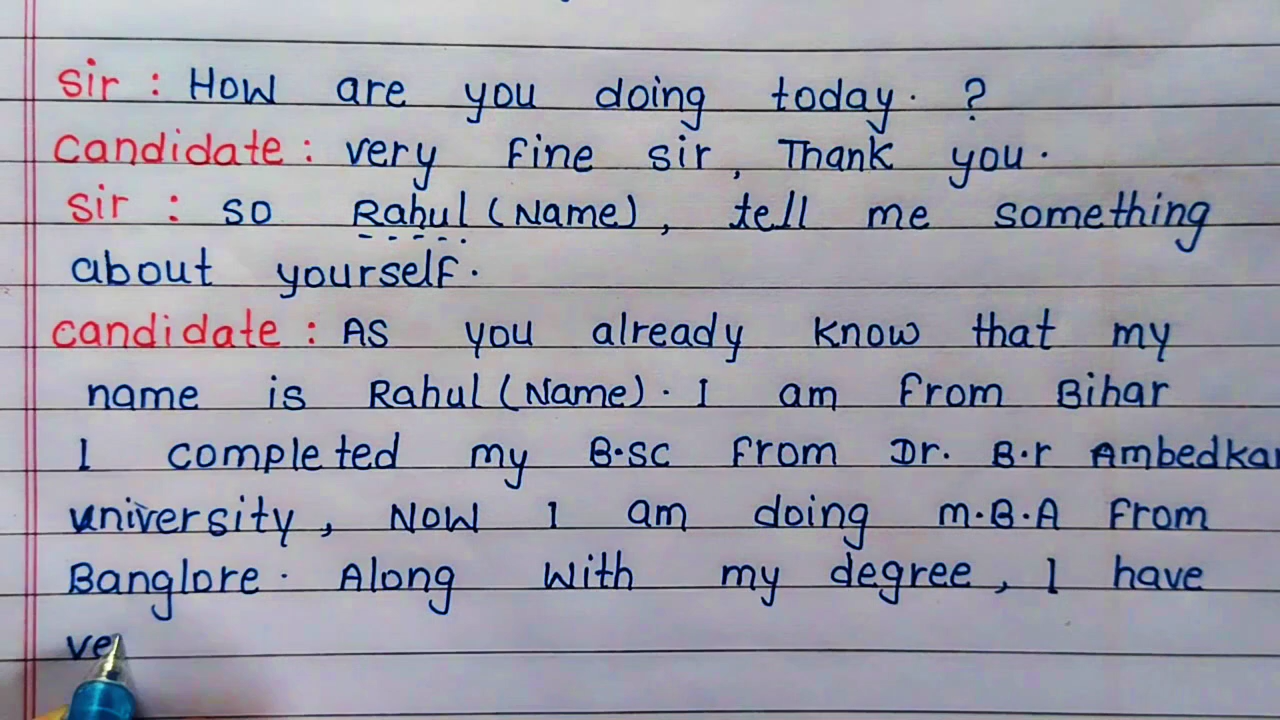 sir : How are you doing today. ?
candidate : very fine sir, Thank you.
sir : so Rahul (Name), tell me something
about yourself.
candidate : As you already know that my
name is Rahul (Name). I am from Bihar
I completed my B.sc from Dr. B.r Ambedkar
university, Now I am doing m.B.A from
Banglore. Along with my degree, I have
ve